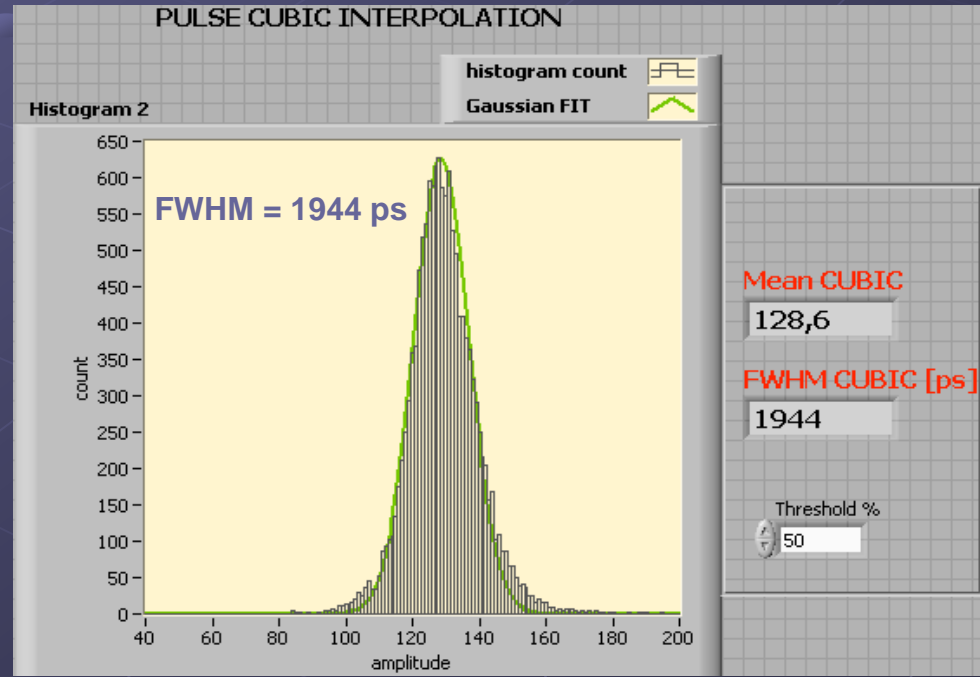 PULSE CUBIC INTERPOLATION
histogram count
Gaussian FIT
Histogram 2
650
600
550
500
450
400
350
300
250
200
150
100
50
0
count
FWHM = 1944 ps
40 60 80 100 120 140 160 180 200
amplitude
Mean CUBIC
128,6
FWHM CUBIC [ps]
1944
Threshold %
50